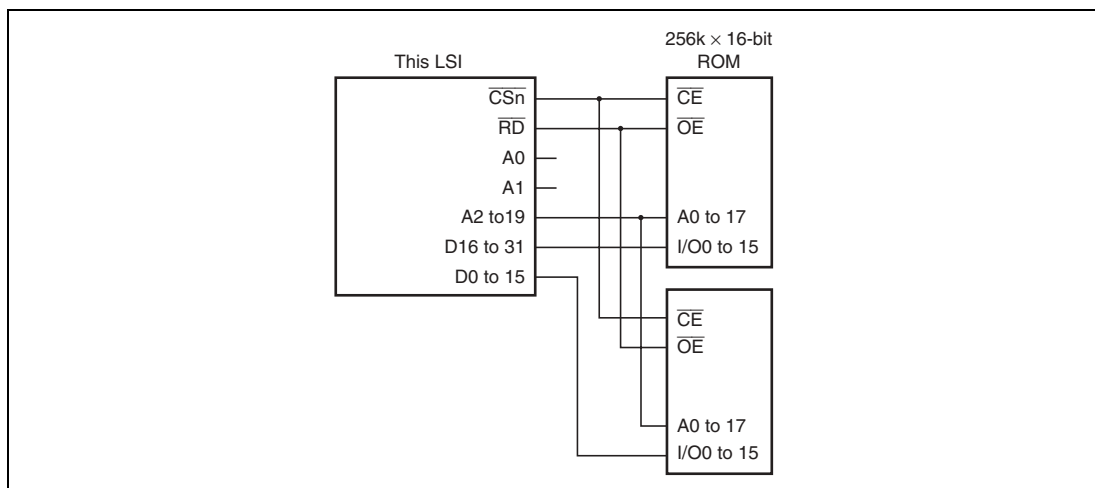 256k × 16-bit
ROM
This LSI
CSn
RD
A0
A1
A2 to19
D16 to 31
D0 to 15
CE
OE
A0 to 17
I/O0 to 15
CE
OE
A0 to 17
I/O0 to 15